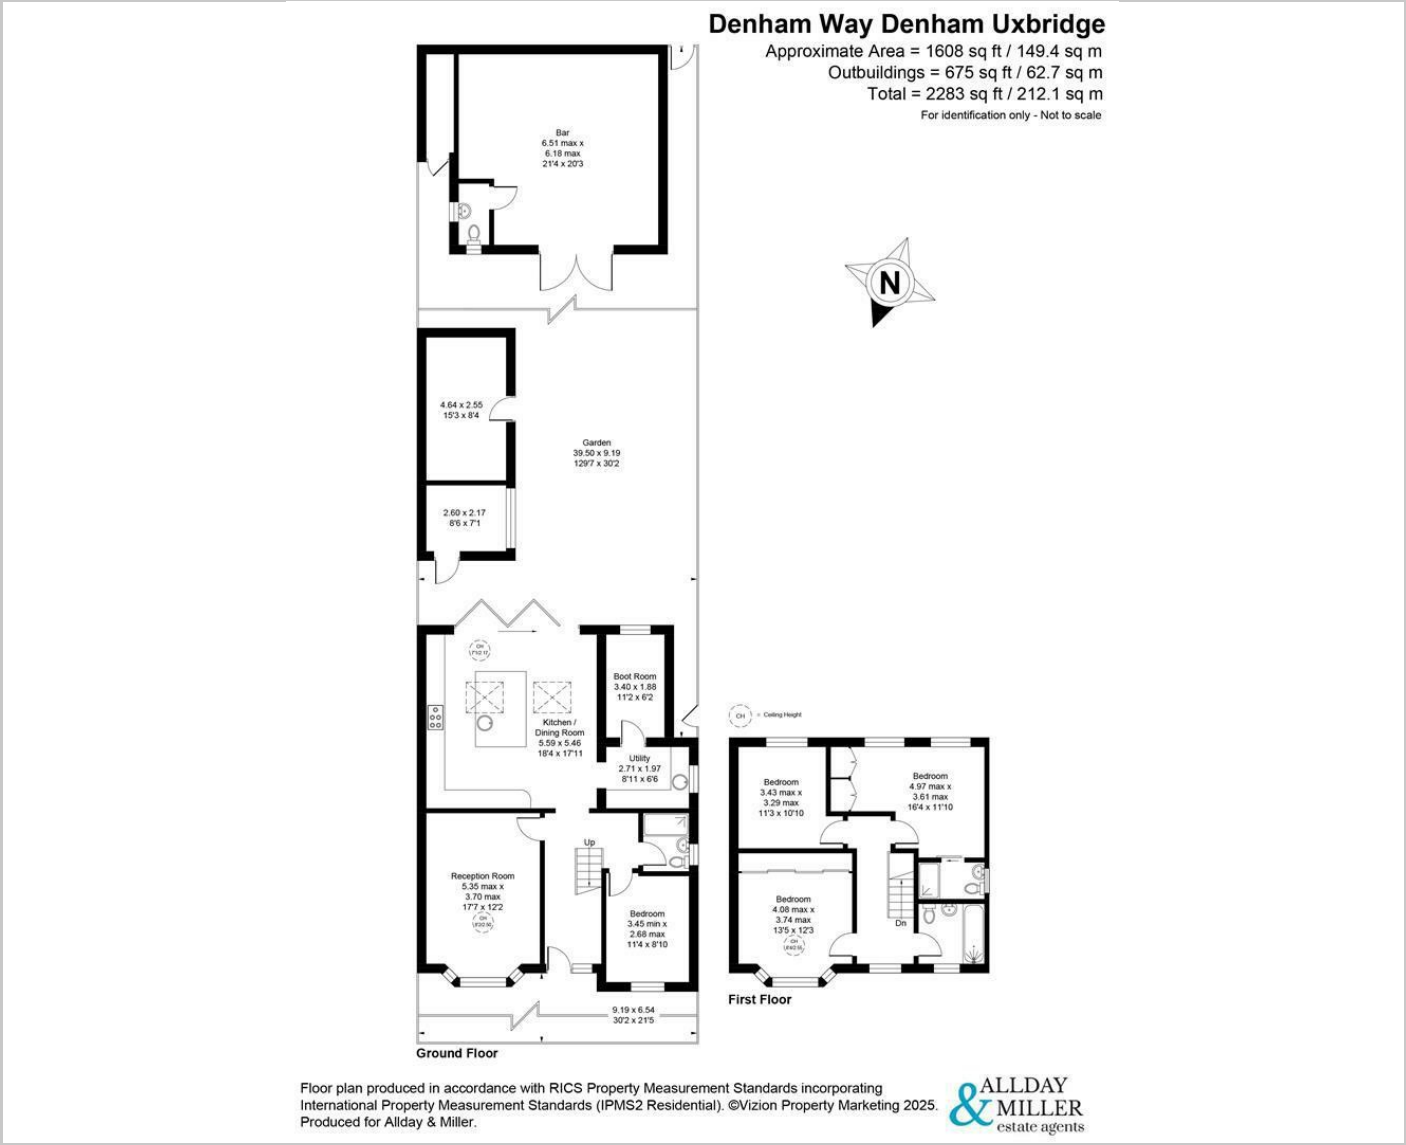 Denham Way Denham Uxbridge
Approximate Area = 1608 sq ft / 149.4 sq m
Outbuildings = 675 sq ft / 62.7 sq m
Total = 2283 sq ft / 212.1 sq m
For identification only - Not to scale
Bar
6.51 max x
6.18 max
21'4 x 20'3
N
4.64 x 2.55
15'3 x 8'4
Garden
39.50 x 9.19
129'7 x 30'2
2.60 x 2.17
8'6 x 7'1
CH
Boot Room
3.40 x 1.88
11'2 x 6'2
Kitchen /
Dining Room
5.59 x 5.46
18'4 x 17'11
Utility
2.71 x 1.97
8'11 x 6'6
CH = Ceiling Height
Bedroom
3.43 max x
3.29 max
11'3 x 10'10
Bedroom
4.97 max x
3.61 max
16'4 x 11'10
Up
Reception Room
5.35 max x
3.70 max
17'7 x 12'2
CH
Bedroom
3.45 min x
2.68 max
11'4 x 8'10
Bedroom
4.08 max x
3.74 max
13'5 x 12'3
CH
Dn
9.19 x 6.54
30'2 x 21'5
First Floor
Ground Floor
Floor plan produced in accordance with RICS Property Measurement Standards incorporating
International Property Measurement Standards (IPMS2 Residential). ©Vizion Property Marketing 2025.
Produced for Allday & Miller.
ALLDAY
& MILLER
estate agents